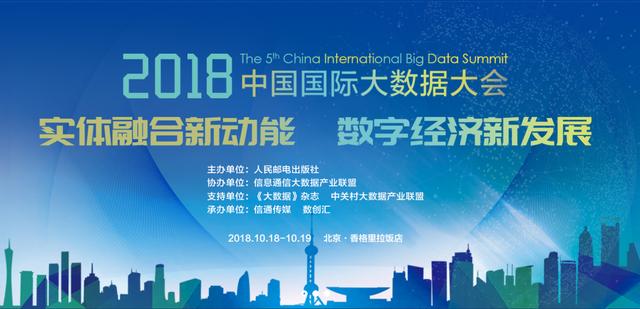 2018
The 5th China International Big Data Summit
中国国际大数据大会
实体融合新动能 数字经济新发展
主办单位：人民邮电出版社
协办单位：信息通信大数据产业联盟
支持单位：《大数据》杂志 中关村大数据产业联盟
承办单位：信通传媒 数创汇
2018.10.18-10.19 北京·香格里拉饭店